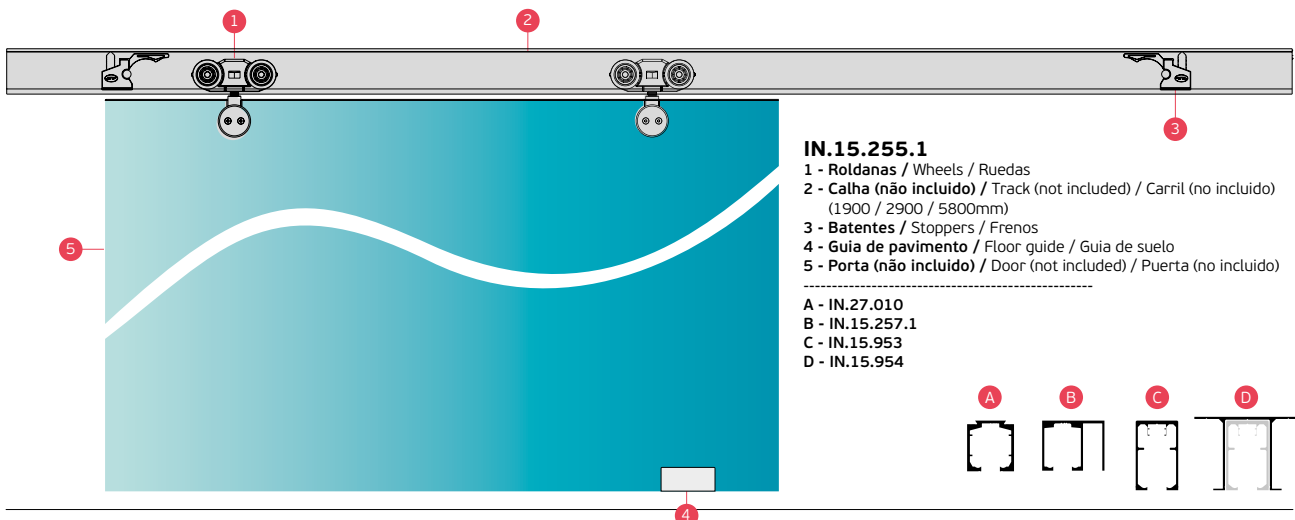 1
2
3
5
4
IN.15.255.1
1 - Roldanas / Wheels / Ruedas
2 - Calha (não incluido) / Track (not included) / Carril (no incluido)
(1900 / 2900 / 5800mm)
3 - Batentes / Stoppers / Frenos
4 - Guia de pavimento / Floor guide / Guia de suelo
5 - Porta (não incluido) / Door (not included) / Puerta (no incluido)
----------------------------------------------------
A - IN.27.010
B - IN.15.257.1
C - IN.15.953
D - IN.15.954
A
B
C
D